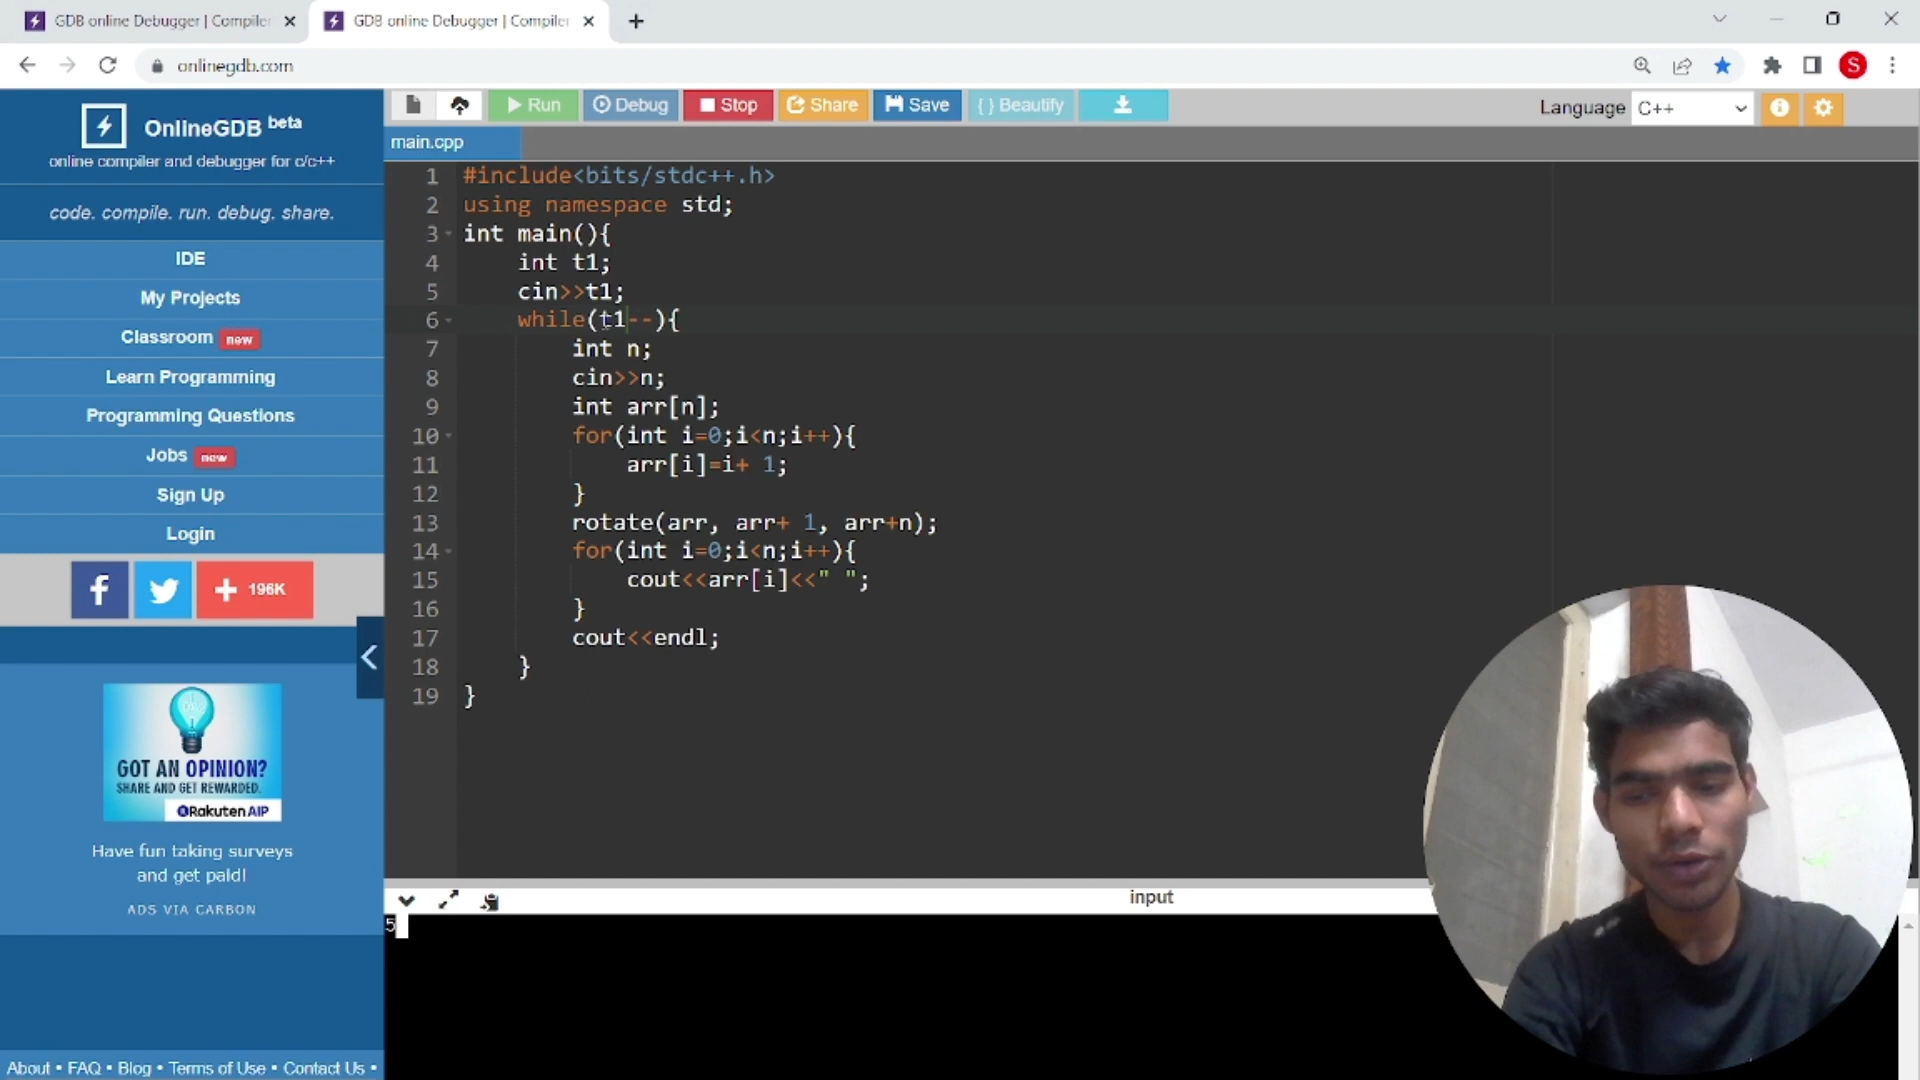 GDB online Debugger | Compiler
GDB online Debugger | Compiler
onlinegdb.com
S
OnlineGDB beta
online compiler and debugger for c/c++
code. compile. run. debug. share.
IDE
My Projects
Classroom new
Learn Programming
Programming Questions
Jobs new
Sign Up
Login
196K
GOT AN OPINION?
SHARE AND GET REWARDED.
Rakuten AIP
Have fun taking surveys
and get paid!
ADS VIA CARBON
About • FAQ • Blog • Terms of Use • Contact Us •
Run Debug Stop Share Save { } Beautify
Language C++
main.cpp
1 #include<bits/stdc++.h>
2 using namespace std;
3 int main(){
4 int t1;
5 cin>>t1;
6 while(t1--){
7 int n;
8 cin>>n;
9 int arr[n];
10 for(int i=0;i<n;i++){
11 arr[i]=i+ 1;
12 }
13 rotate(arr, arr+ 1, arr+n);
14 for(int i=0;i<n;i++){
15 cout<<arr[i]<<" ";
16 }
17 cout<<endl;
18 }
19 }
input
5